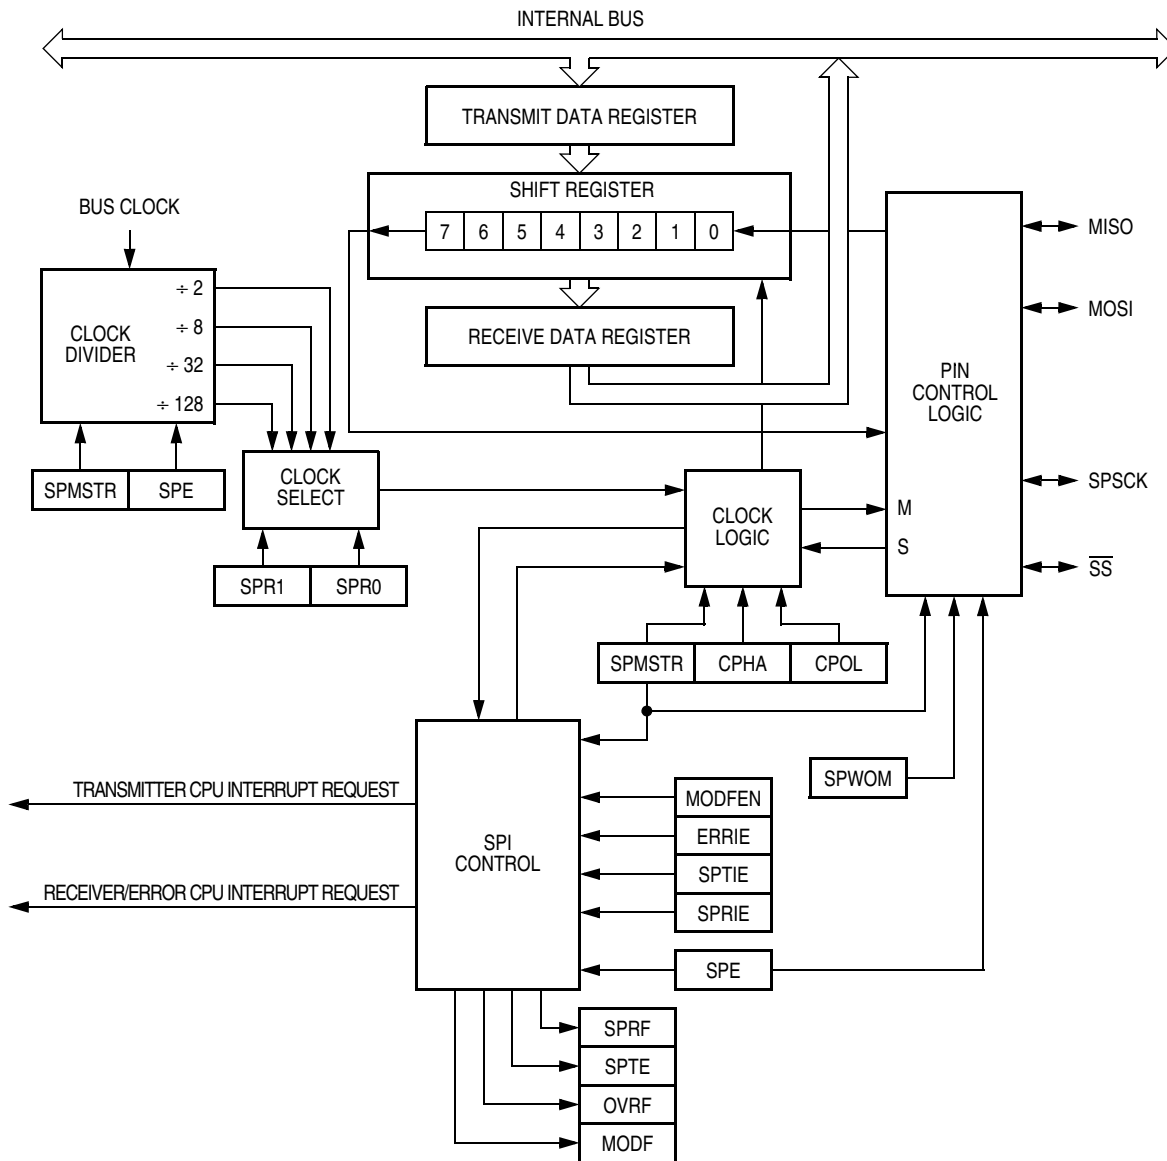 INTERNAL BUS
TRANSMIT DATA REGISTER
SHIFT REGISTER
7 6 5 4 3 2 1 0
RECEIVE DATA REGISTER
BUS CLOCK
CLOCK
DIVIDER
÷ 2
÷ 8
÷ 32
÷ 128
SPMSTR SPE
CLOCK
SELECT
SPR1 SPR0
PIN
CONTROL
LOGIC
M
S
MISO
MOSI
SPSCK
SS
CLOCK
LOGIC
SPMSTR CPHA CPOL
SPWOM
TRANSMITTER CPU INTERRUPT REQUEST
RECEIVER/ERROR CPU INTERRUPT REQUEST
SPI
CONTROL
MODFEN
ERRIE
SPTIE
SPRIE
SPE
SPRF
SPTE
OVRF
MODF